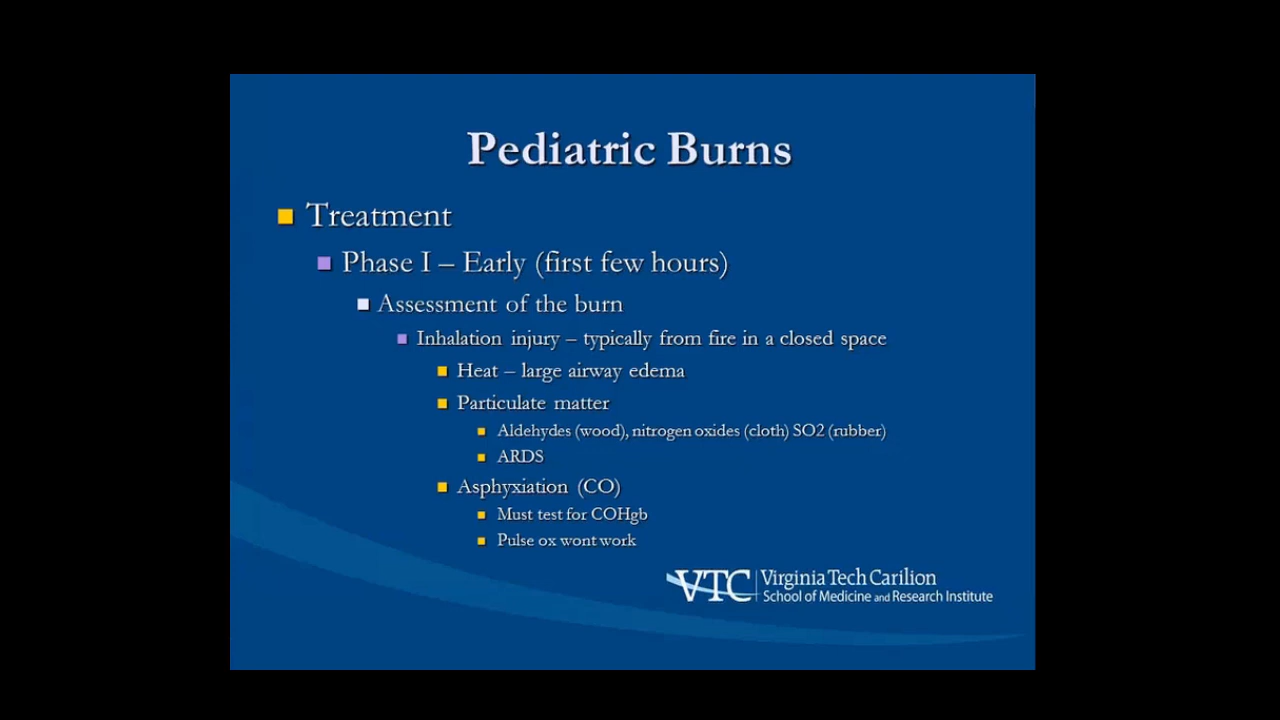 Pediatric Burns
Treatment
Phase I – Early (first few hours)
Assessment of the burn
Inhalation injury – typically from fire in a closed space
Heat – large airway edema
Particulate matter
Aldehydes (wood), nitrogen oxides (cloth) SO2 (rubber)
ARDS
Asphyxiation (CO)
Must test for COHgb
Pulse ox wont work
VTC Virginia Tech Carilion
School of Medicine and Research Institute